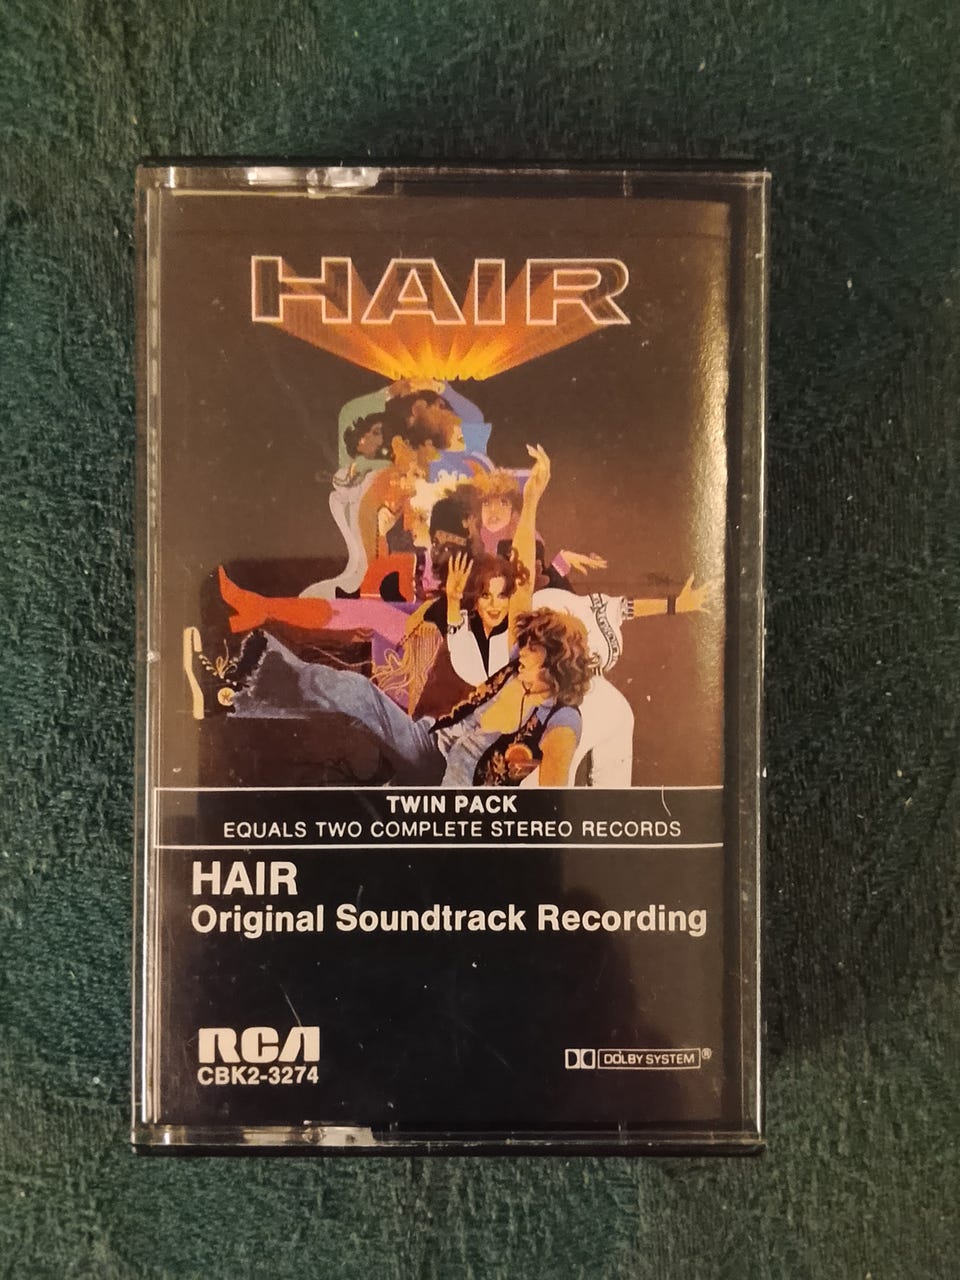 HAIR
TWIN PACK
EQUALS TWO COMPLETE STEREO RECORDS
HAIR
Original Soundtrack Recording
RCA
CBK2-3274
DOLBY SYSTEM®